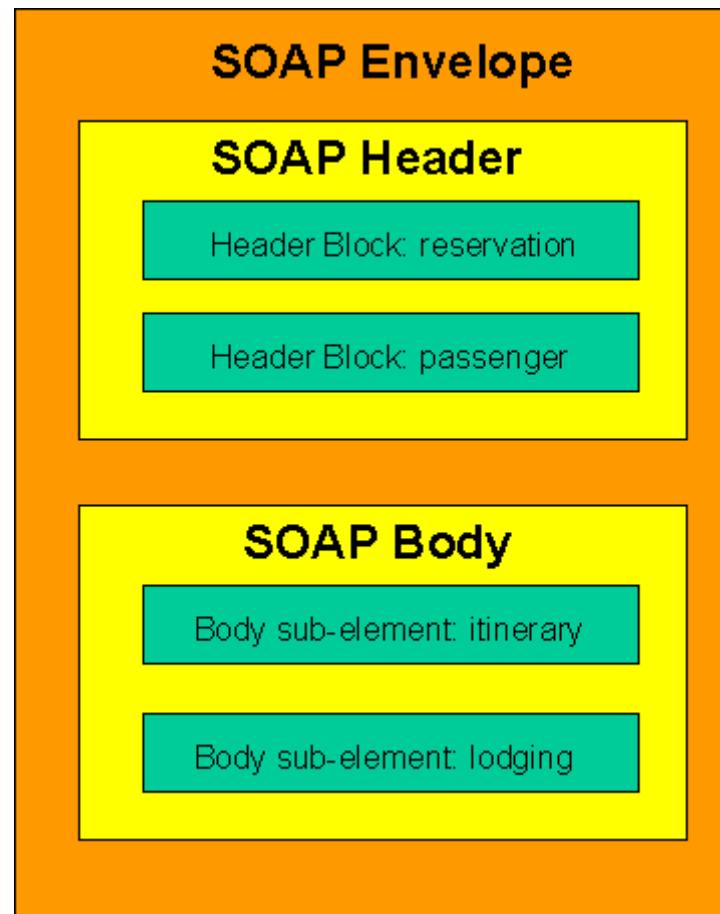 SOAP Envelope
SOAP Header
Header Block: reservation
Header Block: passenger
SOAP Body
Body sub-element: itinerary
Body sub-element: lodging